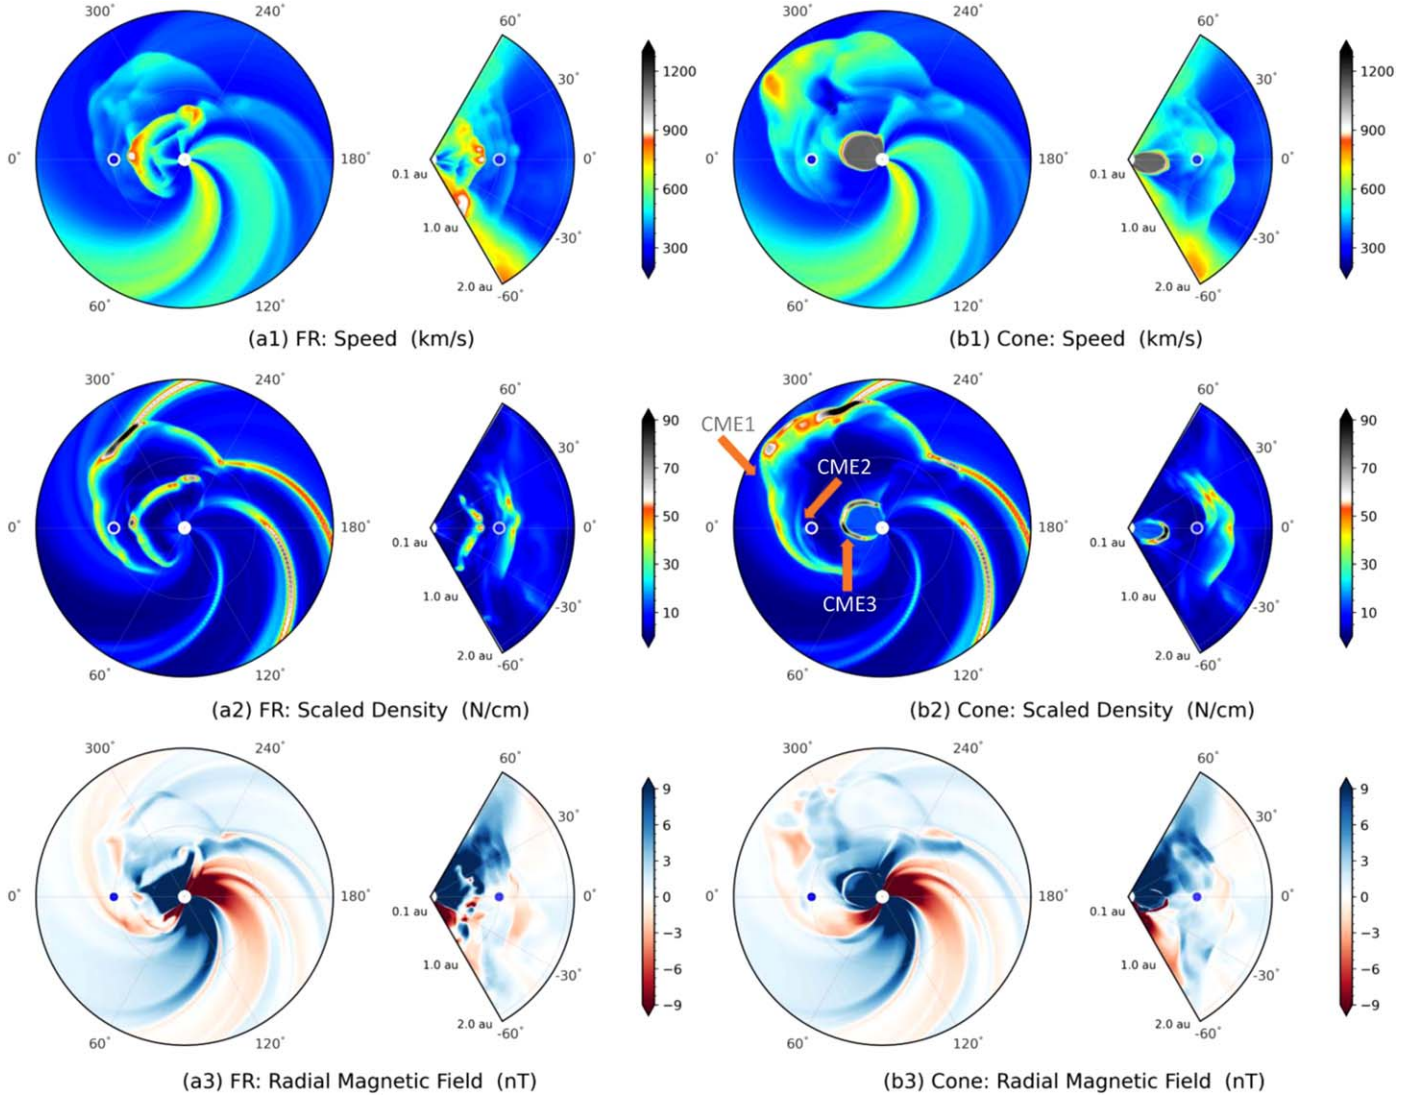 300° 240° 60° 300° 240° 60°
30° 1200 30° 1200
900 900
0° 180° 0° 0° 180° 0°
0.1 au 600 0.1 au 600
1.0 au -30° 300 1.0 au -30° 300
60° 120° 2.0 au -60° 60° 120° 2.0 au -60°
(a1) FR: Speed (km/s) (b1) Cone: Speed (km/s)
300° 240° 60° 300° 240° 60°
90 CME1 90
30° 70 CME2 30° 70
50 50
0° 180° 0° 0° 180° 0°
0.1 au 30 0.1 au 30
1.0 au -30° 10 CME3 1.0 au -30° 10
60° 120° 2.0 au -60° 60° 120° 2.0 au -60°
(a2) FR: Scaled Density (N/cm) (b2) Cone: Scaled Density (N/cm)
300° 240° 60° 300° 240° 60°
9 9
30° 6 30° 6
3 3
0° 180° 0° 0 0° 180° 0° 0
0.1 au −3 0.1 au −3
1.0 au -30° −6 1.0 au -30° −6
−9 −9
60° 120° 2.0 au -60° 60° 120° 2.0 au -60°
(a3) FR: Radial Magnetic Field (nT) (b3) Cone: Radial Magnetic Field (nT)